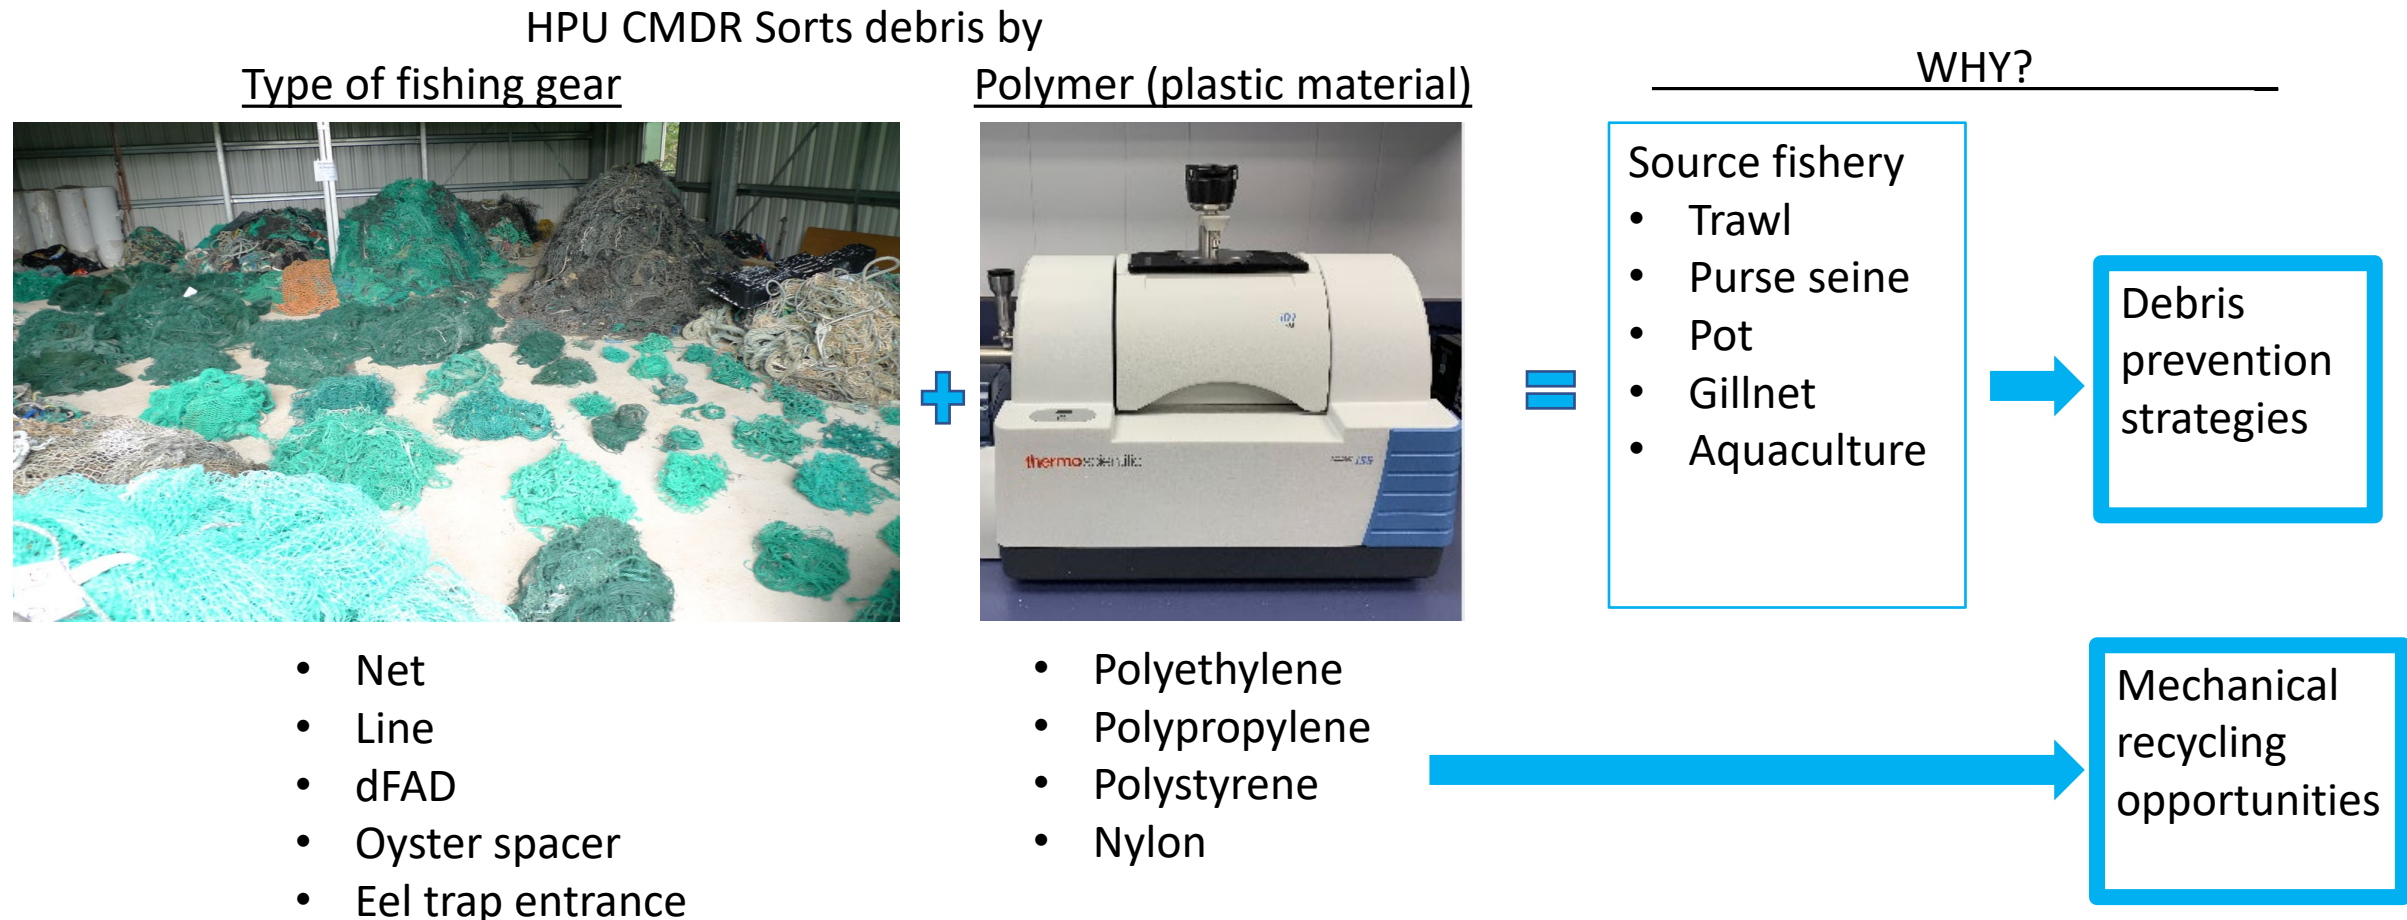 HPU CMDR Sorts debris by
Type of fishing gear
Polymer (plastic material)
WHY?
thermoscientific
Source fishery
• Trawl
• Purse seine
• Pot
• Gillnet
• Aquaculture
Debris
prevention
strategies
• Net
• Line
• dFAD
• Oyster spacer
• Eel trap entrance
• Polyethylene
• Polypropylene
• Polystyrene
• Nylon
Mechanical
recycling
opportunities